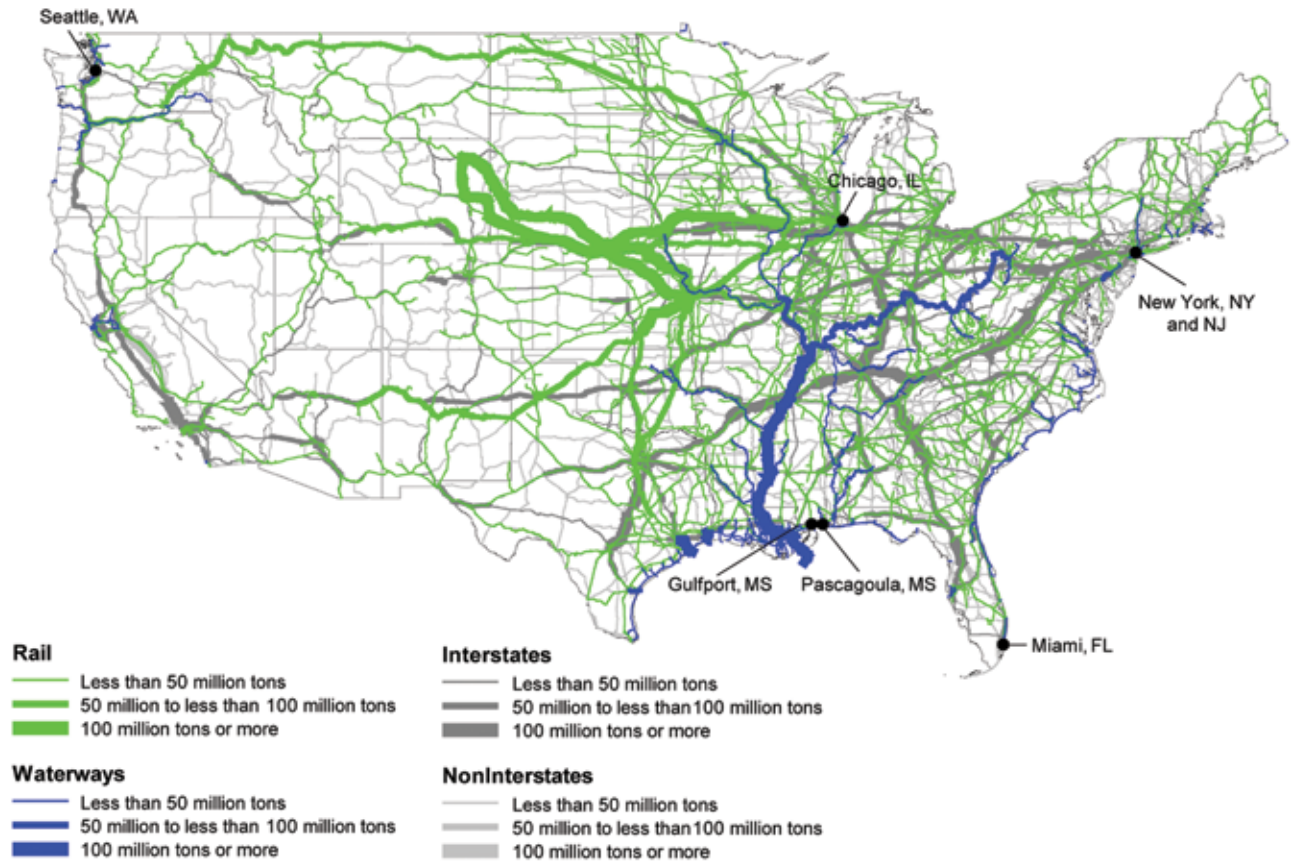 Seattle, WA
Chicago, IL
New York, NY
and NJ
Gulfport, MS
Pascagoula, MS
Miami, FL
Rail
Less than 50 million tons
50 million to less than 100 million tons
100 million tons or more
Interstates
Less than 50 million tons
50 million to less than100 million tons
100 million tons or more
Waterways
Less than 50 million tons
50 million to less than 100 million tons
100 million tons or more
NonInterstates
Less than 50 million tons
50 million to less than100 million tons
100 million tons or more